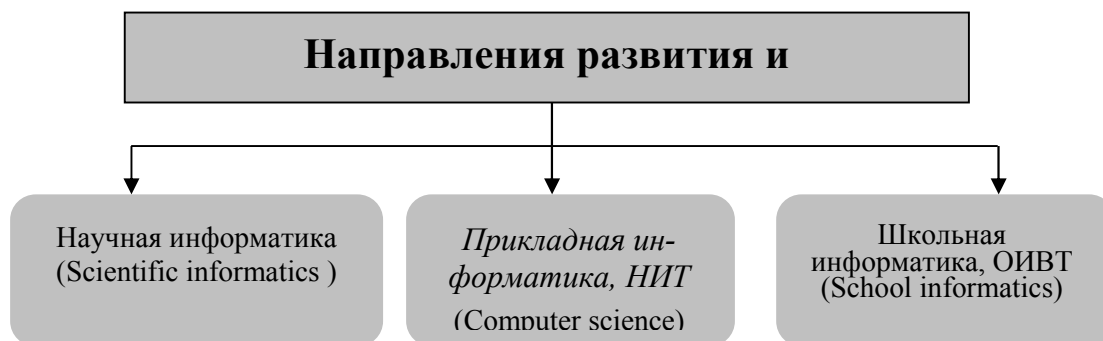 Направления развития и
Научная информатика
(Scientific informatics )
Прикладная ин-
форматика, НИТ
(Computer science)
Школьная
информатика, ОИВТ
(School informatics)